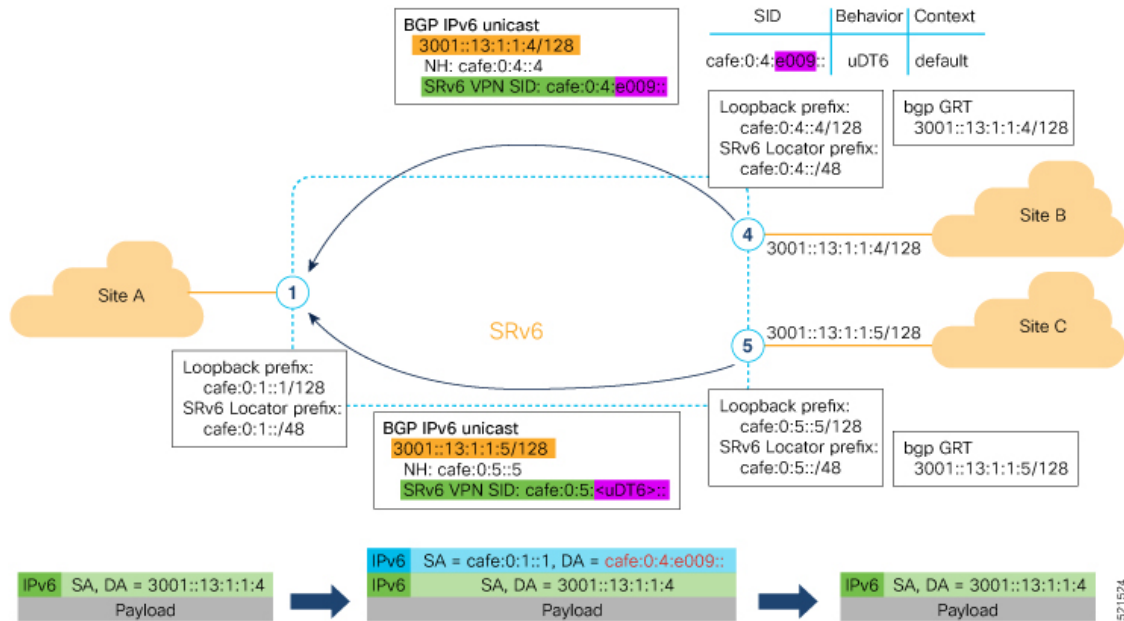 BGP IPv6 unicast
3001::13:1:1:4/128
NH: cafe:0:4::4
SRv6 VPN SID: cafe:0:4:e009::
SID Behavior Context
cafe:0:4:e009:: uDT6 default
Loopback prefix:
cafe:0:4::4/128
SRv6 Locator prefix:
cafe:0:4::/48
bgp GRT
3001::13:1:1:4/128
Site A
1
SRv6
4
3001::13:1:1:4/128
Site B
5
3001::13:1:1:5/128
Site C
Loopback prefix:
cafe:0:1::1/128
SRv6 Locator prefix:
cafe:0:1::/48
BGP IPv6 unicast
3001::13:1:1:5/128
NH: cafe:0:5::5
SRv6 VPN SID: cafe:0:5:<uDT6>::
Loopback prefix:
cafe:0:5::5/128
SRv6 Locator prefix:
cafe:0:5::/48
bgp GRT
3001::13:1:1:5/128
IPv6 SA, DA = 3001::13:1:1:4
Payload
IPv6 SA = cafe:0:1::1, DA = cafe:0:4:e009::
IPv6 SA, DA = 3001::13:1:1:4
Payload
IPv6 SA, DA = 3001::13:1:1:4
Payload
521524